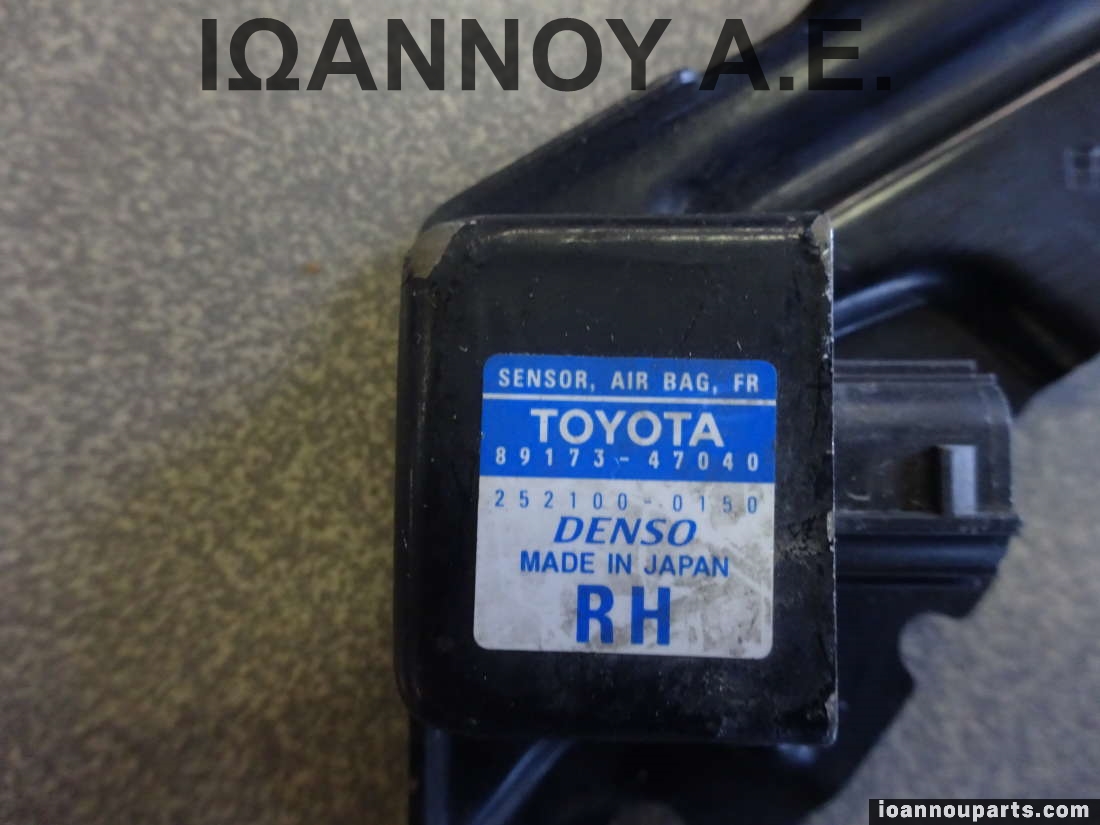 ΙΩΑΝΝΟΥ Α.Ε.
SENSOR, AIR BAG, FR
TOYOTA
89173-47040
252100-0150
DENSO
MADE IN JAPAN
RH
ioannouparts.com